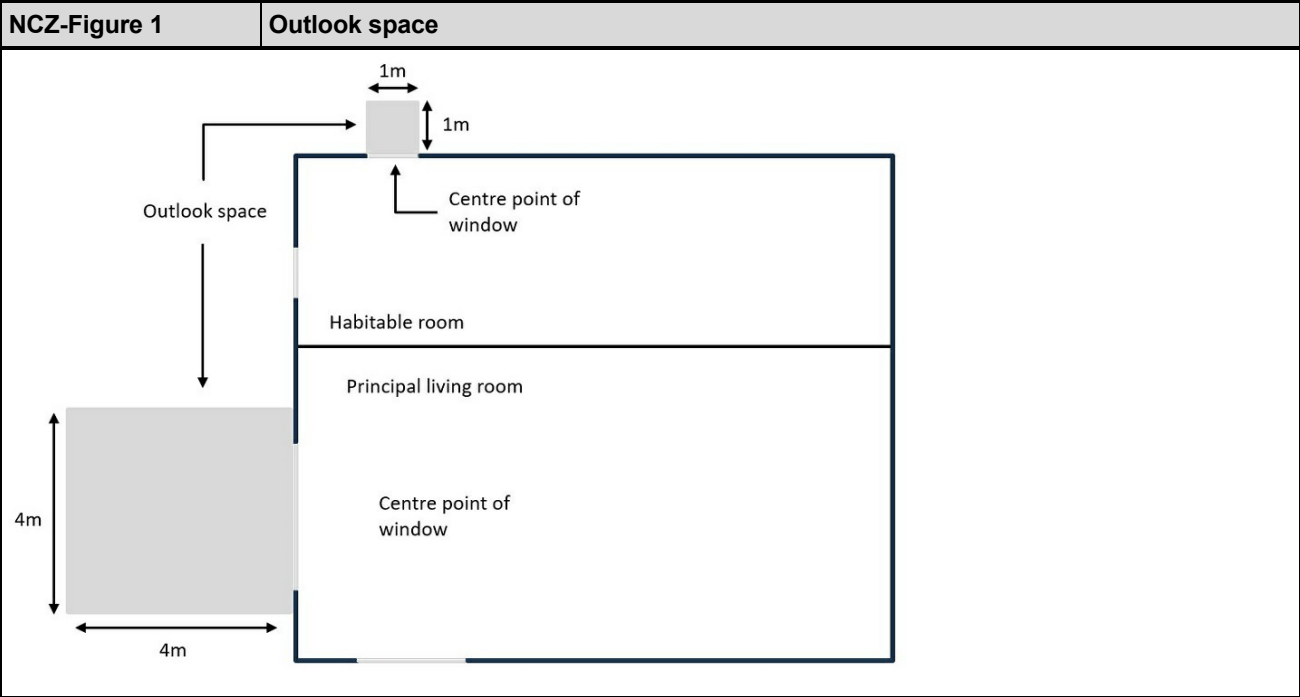 NCZ-Figure 1 Outlook space
1m
1m
Outlook space
Centre point of
window
Habitable room
Principal living room
Centre point of
window
4m
4m